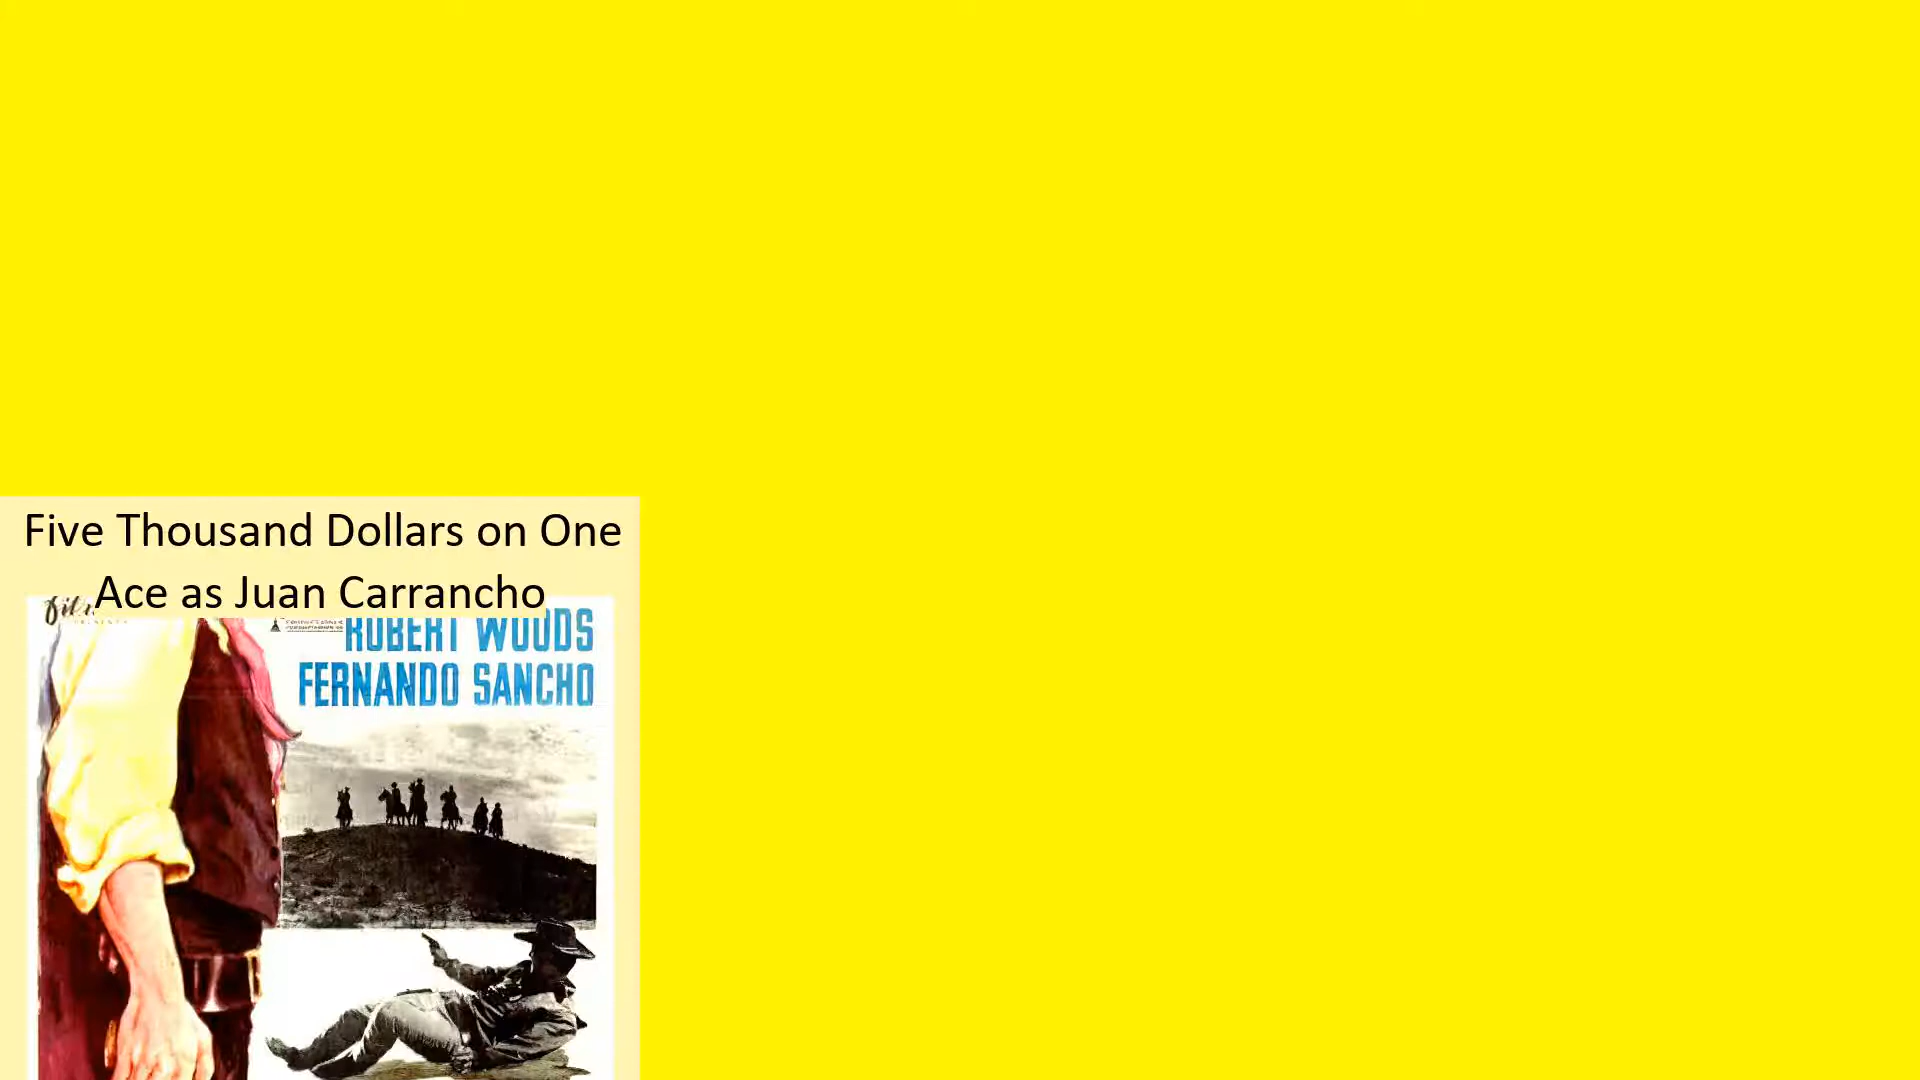 Five Thousand Dollars on One
Ace as Juan Carrancho
ROBERT WOODS
FERNANDO SANCHO